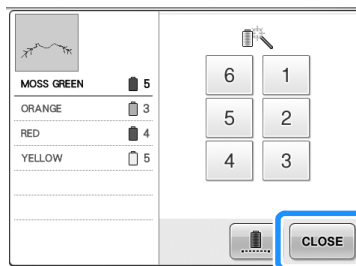 6 1
MOSS GREEN 5
ORANGE 3
5 2
RED 4
YELLOW 5
4 3
CLOSE